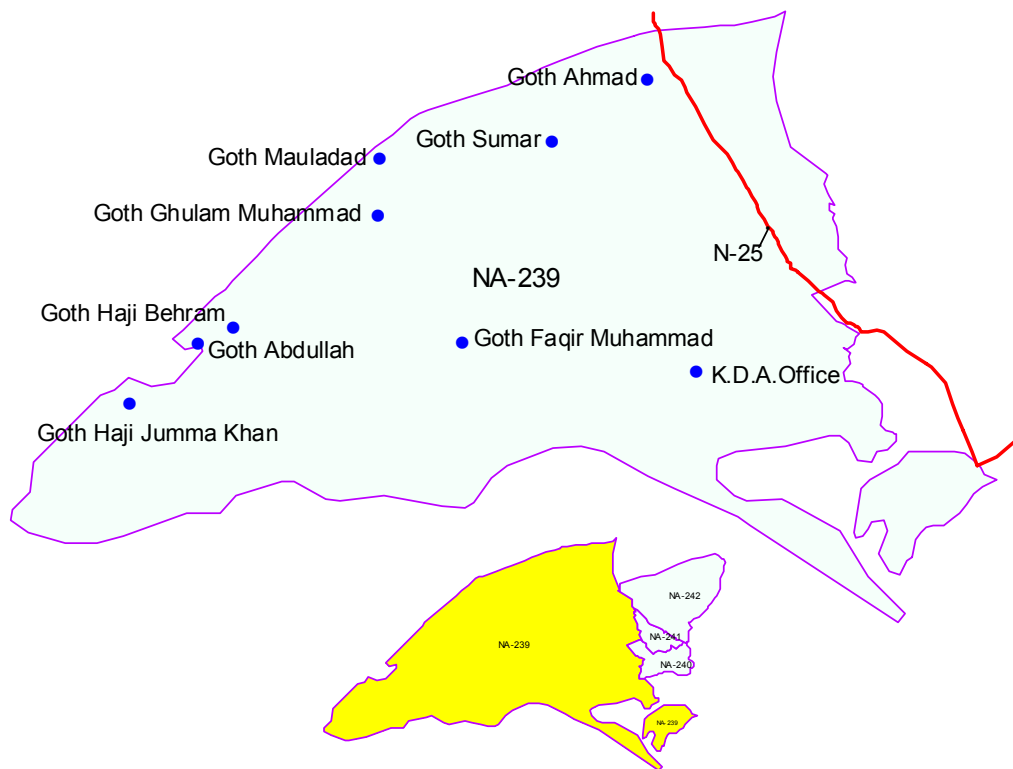 Goth Ahmad
Goth Sumar
Goth Mauladad
Goth Ghulam Muhammad
N-25
NA-239
Goth Haji Behram
Goth Faqir Muhammad
Goth Abdullah
K.D.A.Office
Goth Haji Jumma Khan
NA-242
NA-241
NA-239
NA-240
NA-239